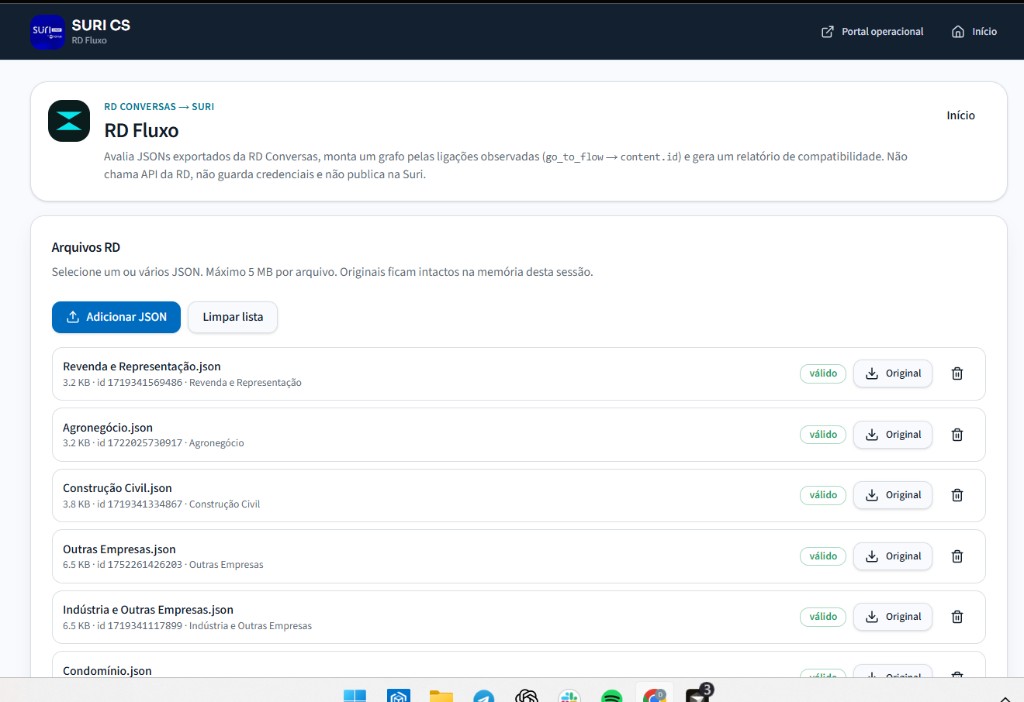 suri
SURI CS
RD Fluxo
Portal operacional
Início
RD CONVERSAS → SURI
RD Fluxo
Início
Avalia JSONs exportados da RD Conversas, monta um grafo pelas ligações observadas (go_to_flow → content.id) e gera um relatório de compatibilidade. Não
chama API da RD, não guarda credenciais e não publica na Suri.
Arquivos RD
Selecione um ou vários JSON. Máximo 5 MB por arquivo. Originais ficam intactos na memória desta sessão.
Adicionar JSON
Limpar lista
Revenda e Representação.json
3.2 KB · id 1719341569486 · Revenda e Representação
válido
Original
Agronegócio.json
3.2 KB · id 1722025730917 · Agronegócio
válido
Original
Construção Civil.json
3.8 KB · id 1719341334867 · Construção Civil
válido
Original
Outras Empresas.json
6.5 KB · id 1752261426203 · Outras Empresas
válido
Original
Indústria e Outras Empresas.json
6.5 KB · id 1719341117899 · Indústria e Outras Empresas
válido
Original
Condomínio.json
válido
Original
3